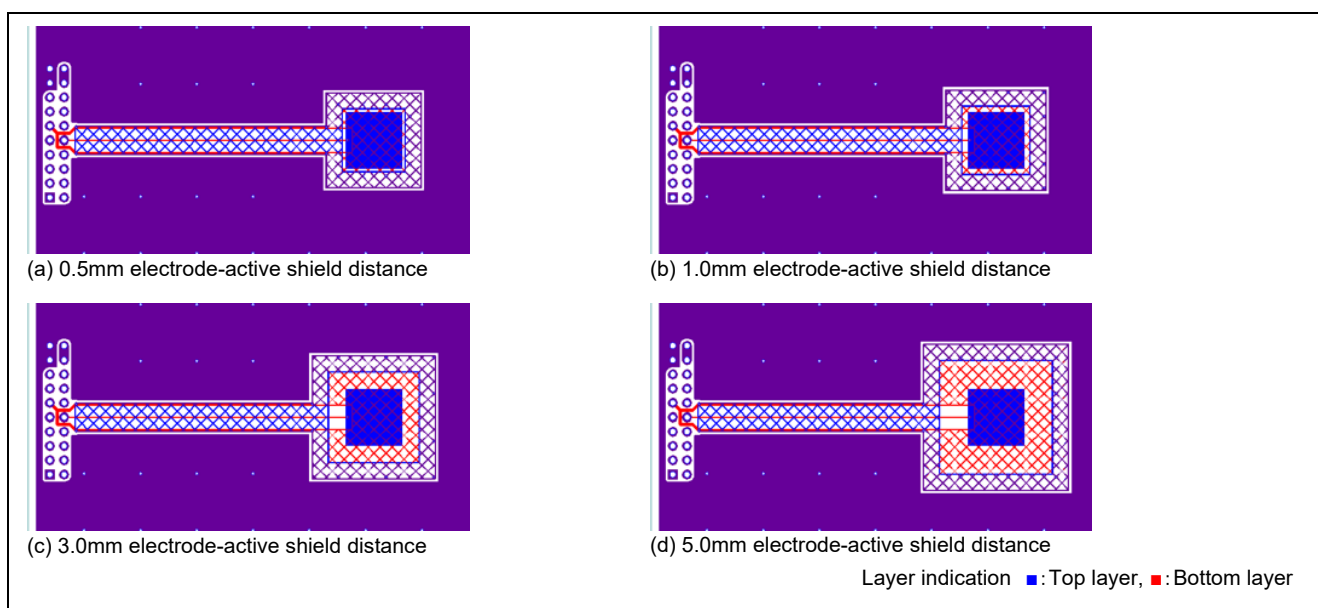 (a) 0.5mm electrode-active shield distance
(b) 1.0mm electrode-active shield distance
(c) 3.0mm electrode-active shield distance
(d) 5.0mm electrode-active shield distance
Layer indication ■: Top layer, ■: Bottom layer